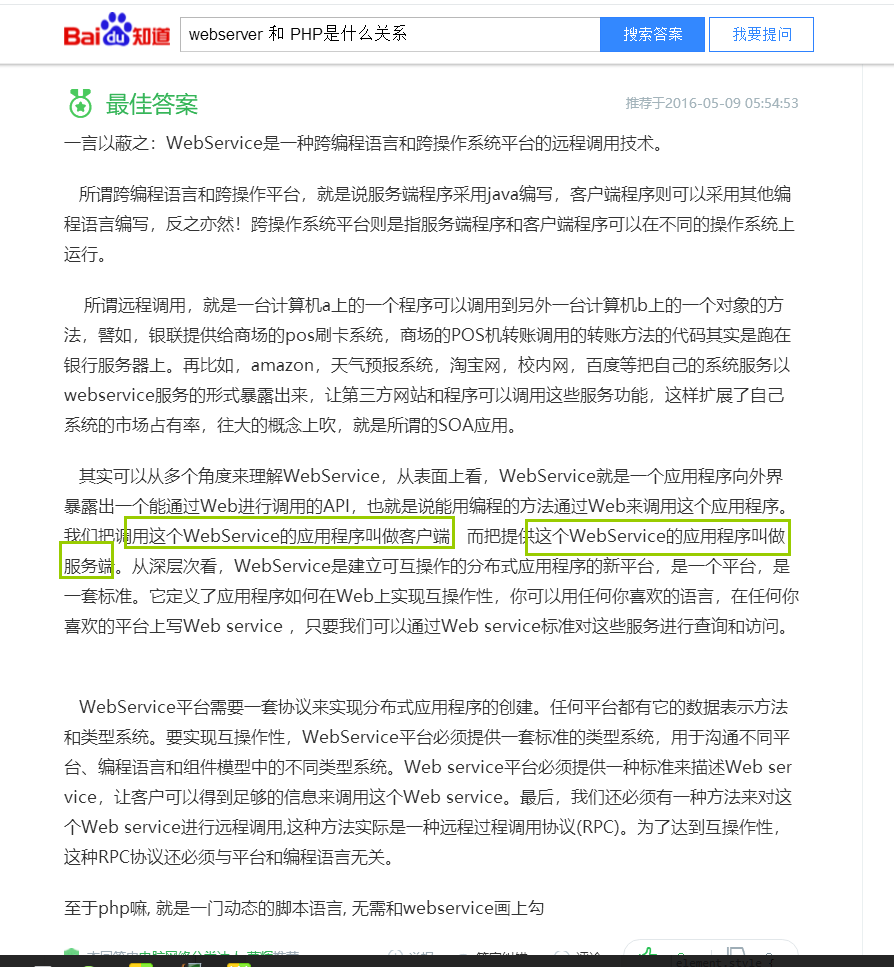 Bai du 知道
webserver 和 PHP是什么关系
搜索答案
我要提问
最佳答案
推荐于2016-05-09 05:54:53
一言以蔽之：WebService是一种跨编程语言和跨操作系统平台的远程调用技术。
所谓跨编程语言和跨操作平台，就是说服务端程序采用java编写，客户端程序则可以采用其他编
程语言编写，反之亦然！跨操作系统平台则是指服务端程序和客户端程序可以在不同的操作系统上
运行。
所谓远程调用，就是一台计算机a上的一个程序可以调用到另外一台计算机b上的一个对象的方
法，譬如，银联提供给商场的pos刷卡系统，商场的POS机转账调用的转账方法的代码其实是跑在
银行服务器上。再比如，amazon，天气预报系统，淘宝网，校内网，百度等把自己的系统服务以
webservice服务的形式暴露出来，让第三方网站和程序可以调用这些服务功能，这样扩展了自己
系统的市场占有率，往大的概念上吹，就是所谓的SOA应用。
其实可以从多个角度来理解WebService，从表面上看，WebService就是一个应用程序向外界
暴露出一个能通过Web进行调用的API，也就是说能用编程的方法通过Web来调用这个应用程序。
我们把调用这个WebService的应用程序叫做客户端 而把提供这个WebService的应用程序叫做
服务端。从深层次看，WebService是建立可互操作的分布式应用程序的新平台，是一个平台，是
一套标准。它定义了应用程序如何在Web上实现互操作性，你可以用任何你喜欢的语言，在任何你
喜欢的平台上写Web service ，只要我们可以通过Web service标准对这些服务进行查询和访问。
WebService平台需要一套协议来实现分布式应用程序的创建。任何平台都有它的数据表示方法
和类型系统。要实现互操作性，WebService平台必须提供一套标准的类型系统，用于沟通不同平
台、编程语言和组件模型中的不同类型系统。Web service平台必须提供一种标准来描述Web ser
vice，让客户可以得到足够的信息来调用这个Web service。最后，我们还必须有一种方法来对这
个Web service进行远程调用,这种方法实际是一种远程过程调用协议(RPC)。为了达到互操作性，
这种RPC协议还必须与平台和编程语言无关。
至于php嘛, 就是一门动态的脚本语言, 无需和webservice画上勾
element.style {